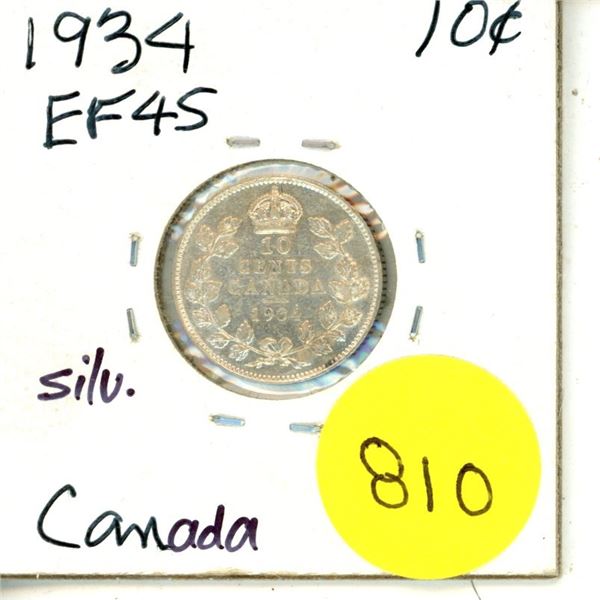 1934 10¢
EF45
10
CENTS
CANADA
1934
silv.
810
Canada